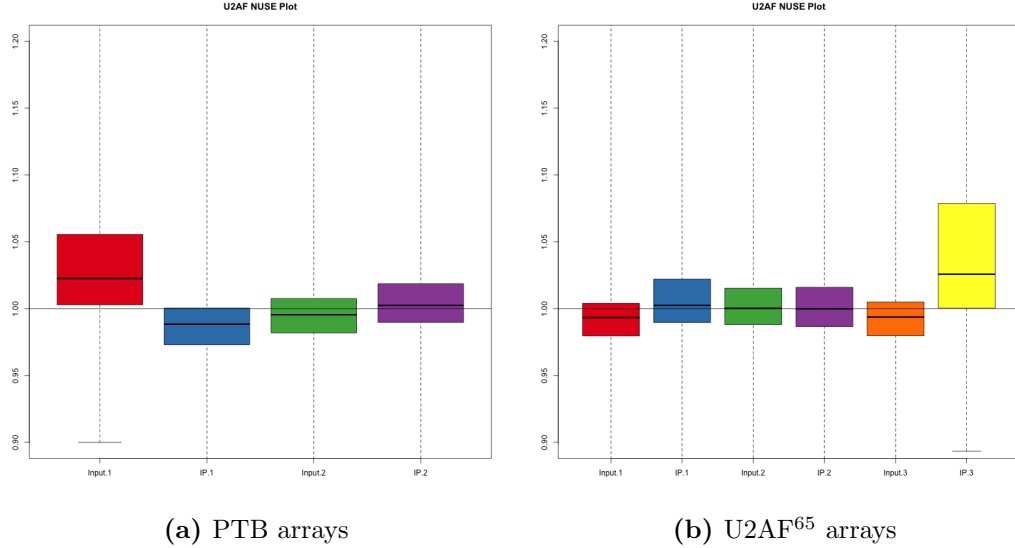 U2AF NUSE Plot
1.20
1.15
1.10
1.05
1.00
0.95
0.90
Input.1 IP.1 Input.2 IP.2
(a) PTB arrays
U2AF NUSE Plot
1.20
1.15
1.10
1.05
1.00
0.95
0.90
Input.1 IP.1 Input.2 IP.2 Input.3 IP.3
(b) U2AF⁶⁵ arrays